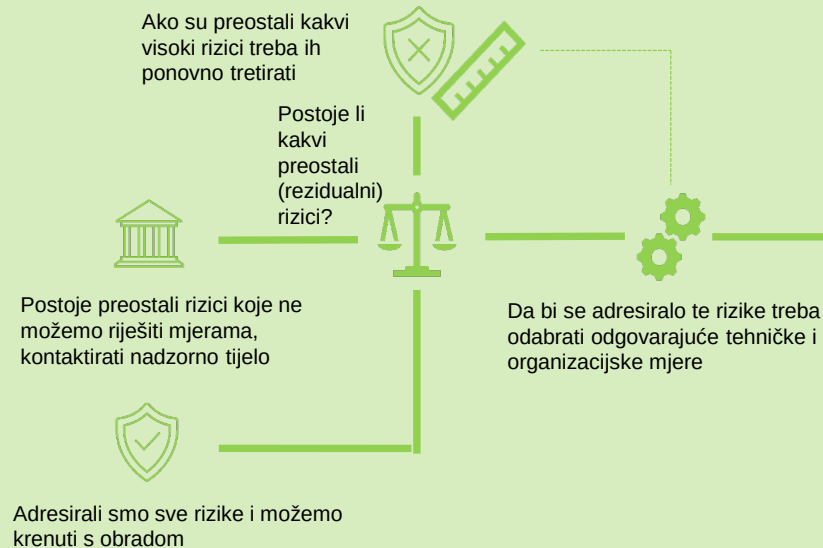 Ako su preostali kakvi
visoki rizici treba ih
ponovno tretirati
Postoje li
kakvi
preostali
(rezidualni)
rizici?
Postoje preostali rizici koje ne
možemo riješiti mjerama,
kontaktirati nadzorno tijelo
Da bi se adresiralo te rizike treba
odabrati odgovarajuće tehničke i
organizacijske mjere
Adresirali smo sve rizike i možemo
krenuti s obradom